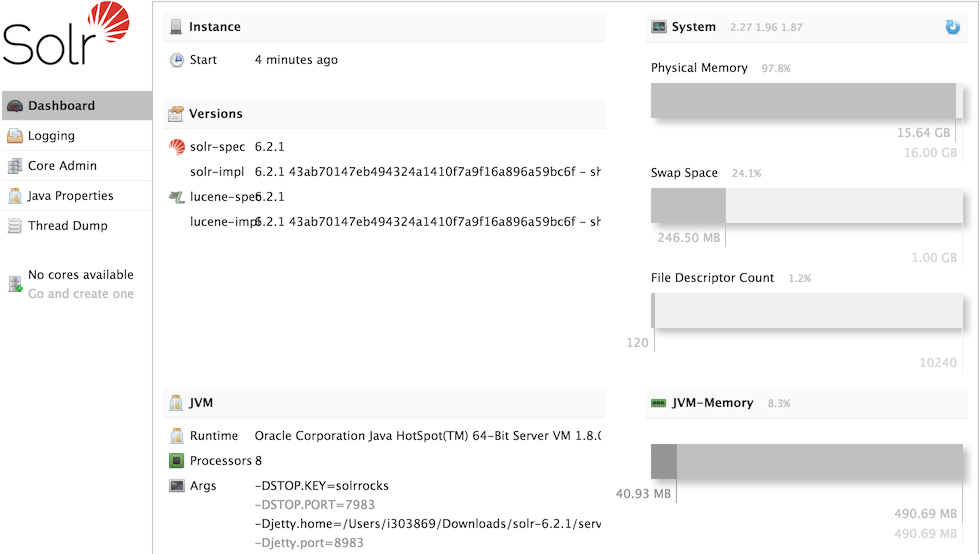 Solr
Dashboard
Logging
Core Admin
Java Properties
Thread Dump
No cores available
Go and create one
Instance
Start 4 minutes ago
Versions
solr-spec 6.2.1
solr-impl 6.2.1 43ab70147eb494324a1410f7a9f16a896a59bc6f - sh
lucene-spec 6.2.1
lucene-impl 6.2.1 43ab70147eb494324a1410f7a9f16a896a59bc6f - sh
JVM
Runtime Oracle Corporation Java HotSpot(TM) 64-Bit Server VM 1.8.0
Processors 8
Args -DSTOP.KEY=solrrocks
-DSTOP.PORT=7983
-Djetty.home=/Users/i303869/Downloads/solr-6.2.1/serv
-Djetty.port=8983
System 2.27 1.96 1.87
Physical Memory 97.8%
15.64 GB
16.00 GB
Swap Space 24.1%
246.50 MB
1.00 GB
File Descriptor Count 1.2%
120
10240
JVM-Memory 8.3%
40.93 MB
490.69 MB
490.69 MB